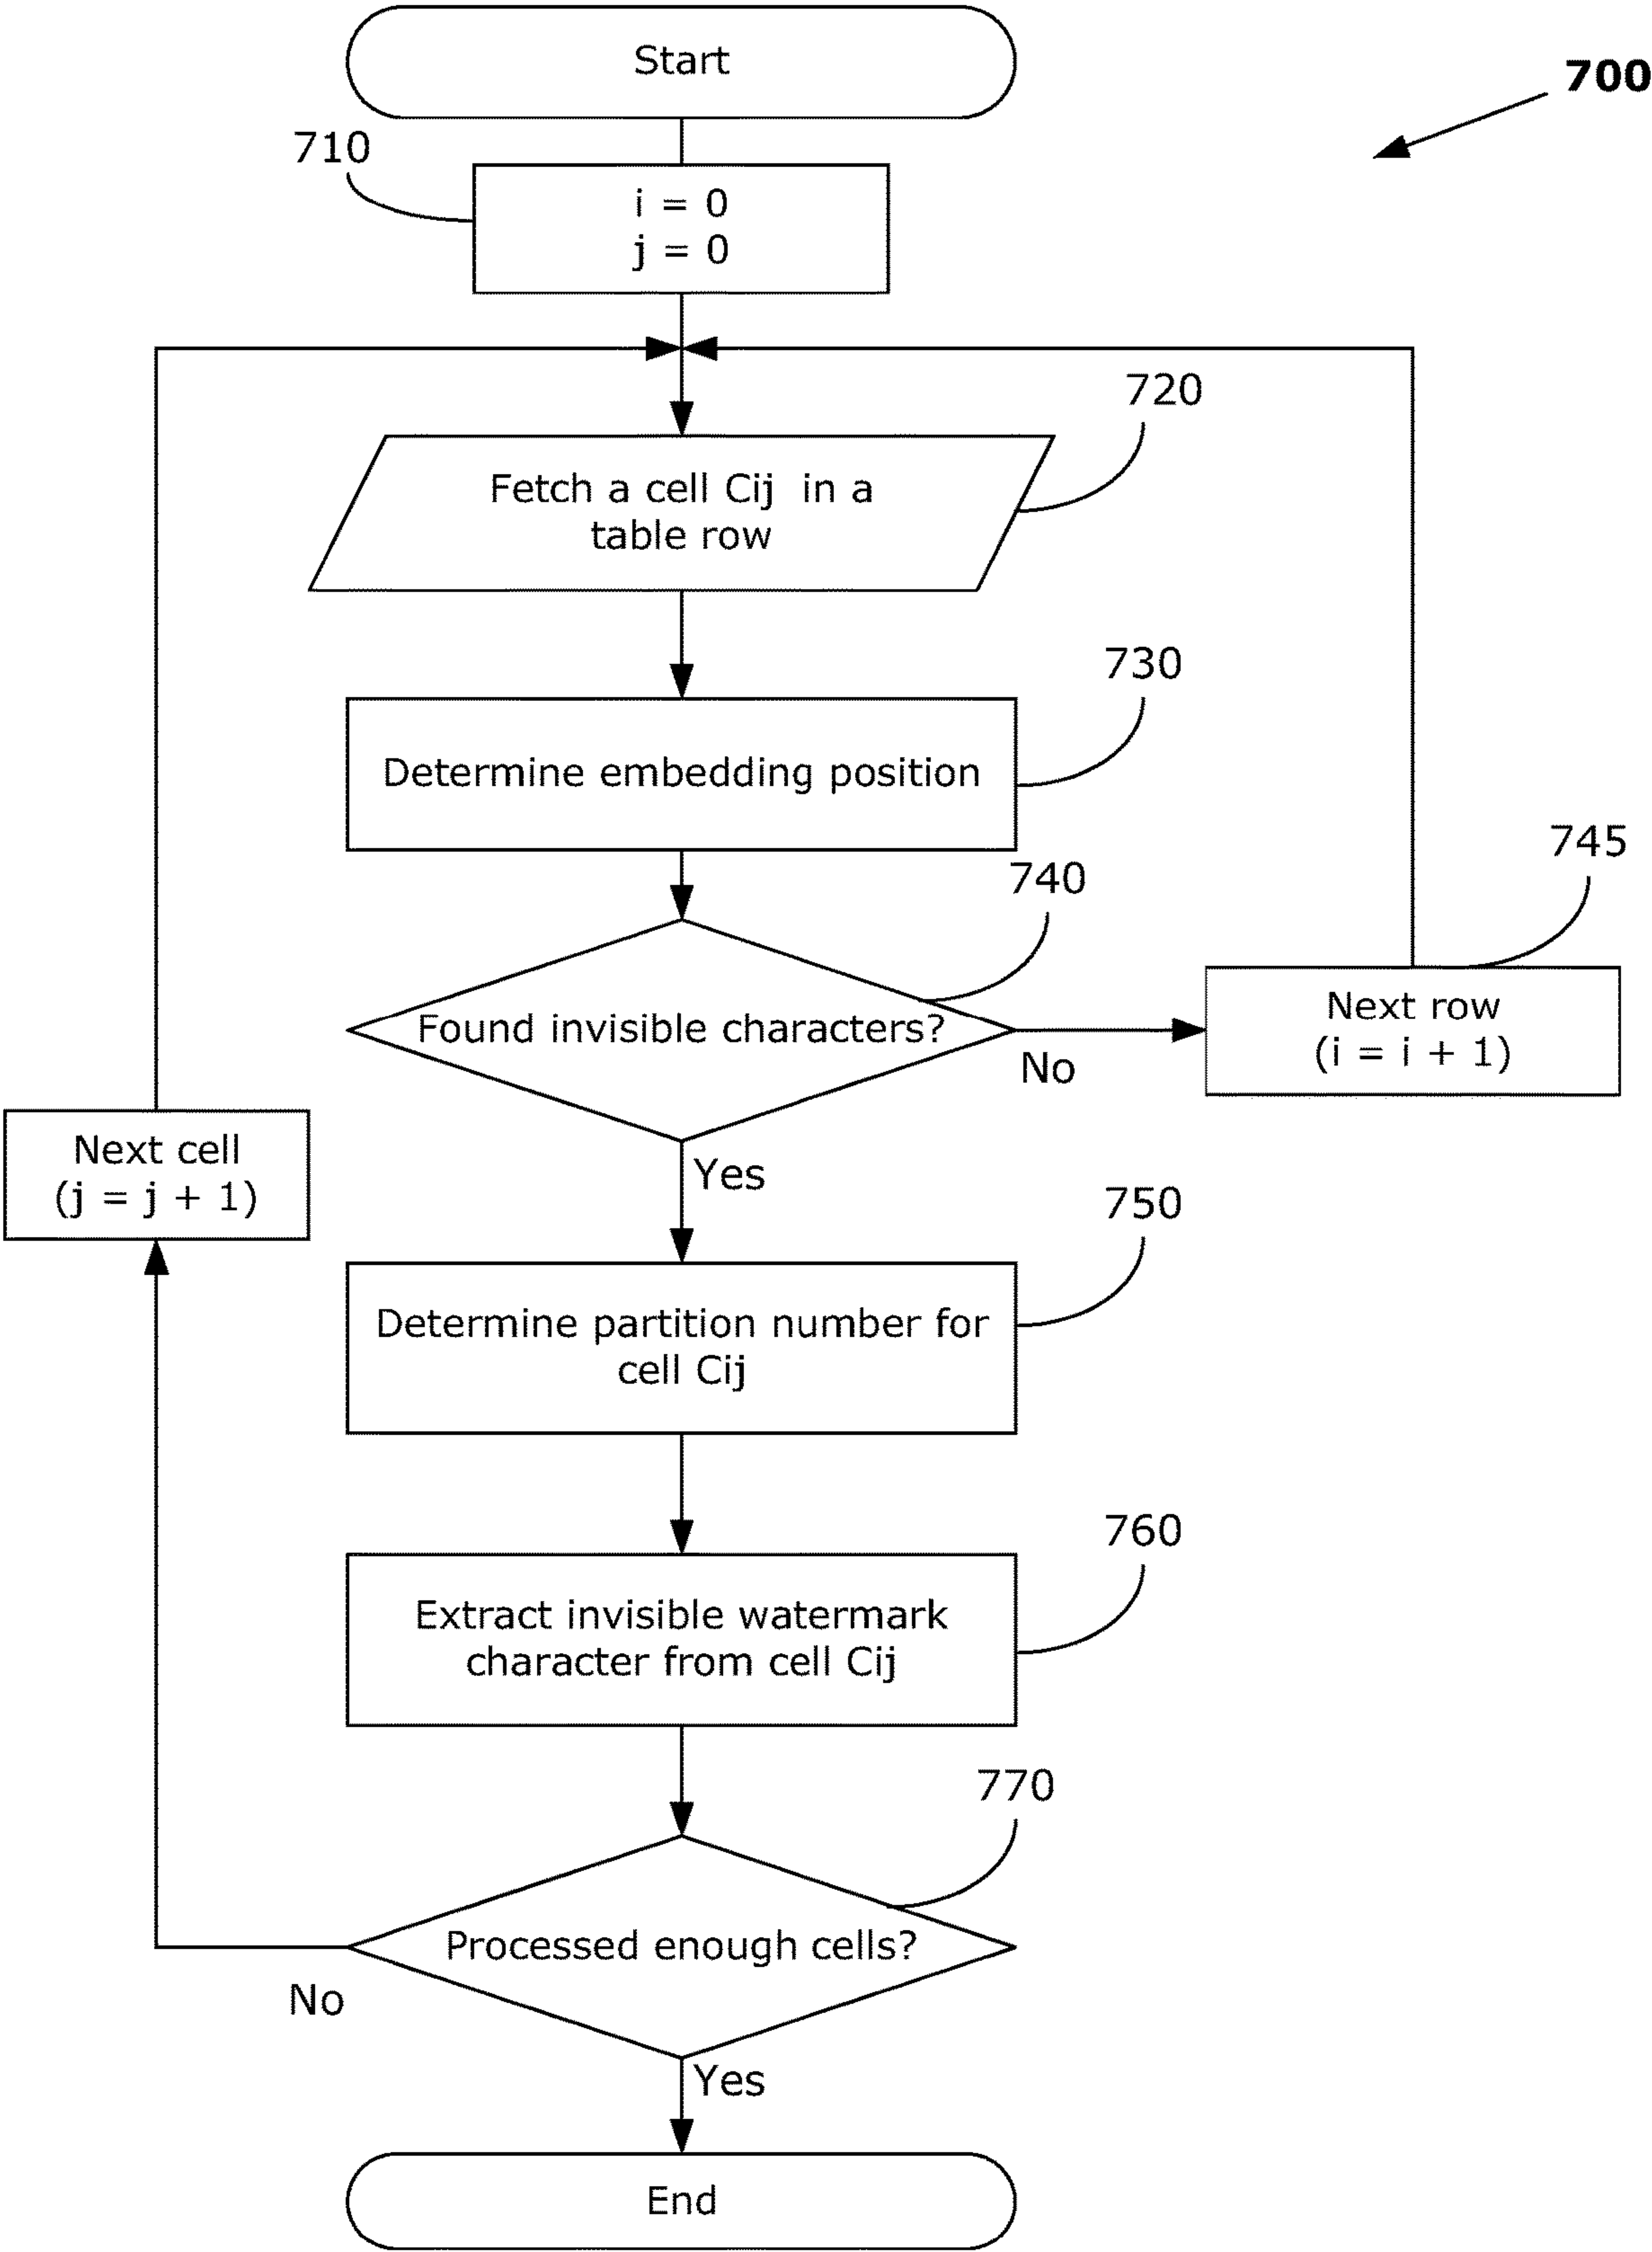 Start
700
710
i = 0
j = 0
720
Fetch a cell Cij in a
table row
730
Determine embedding position
740
745
Found invisible characters?
No
Next row
(i = i + 1)
Next cell
(j = j + 1)
Yes
750
Determine partition number for
cell Cij
760
Extract invisible watermark
character from cell Cij
770
Processed enough cells?
No
Yes
End